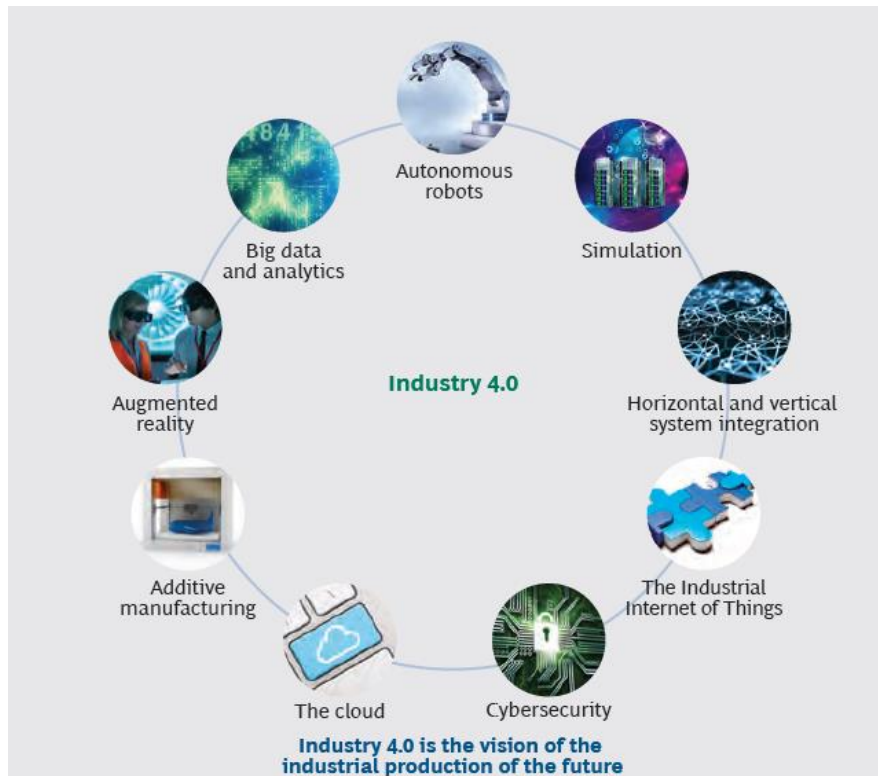 Autonomous
robots
Simulation
Horizontal and vertical
system integration
The Industrial
Internet of Things
Cybersecurity
The cloud
Additive
manufacturing
Augmented
reality
Big data
and analytics
Industry 4.0
Industry 4.0 is the vision of the
industrial production of the future